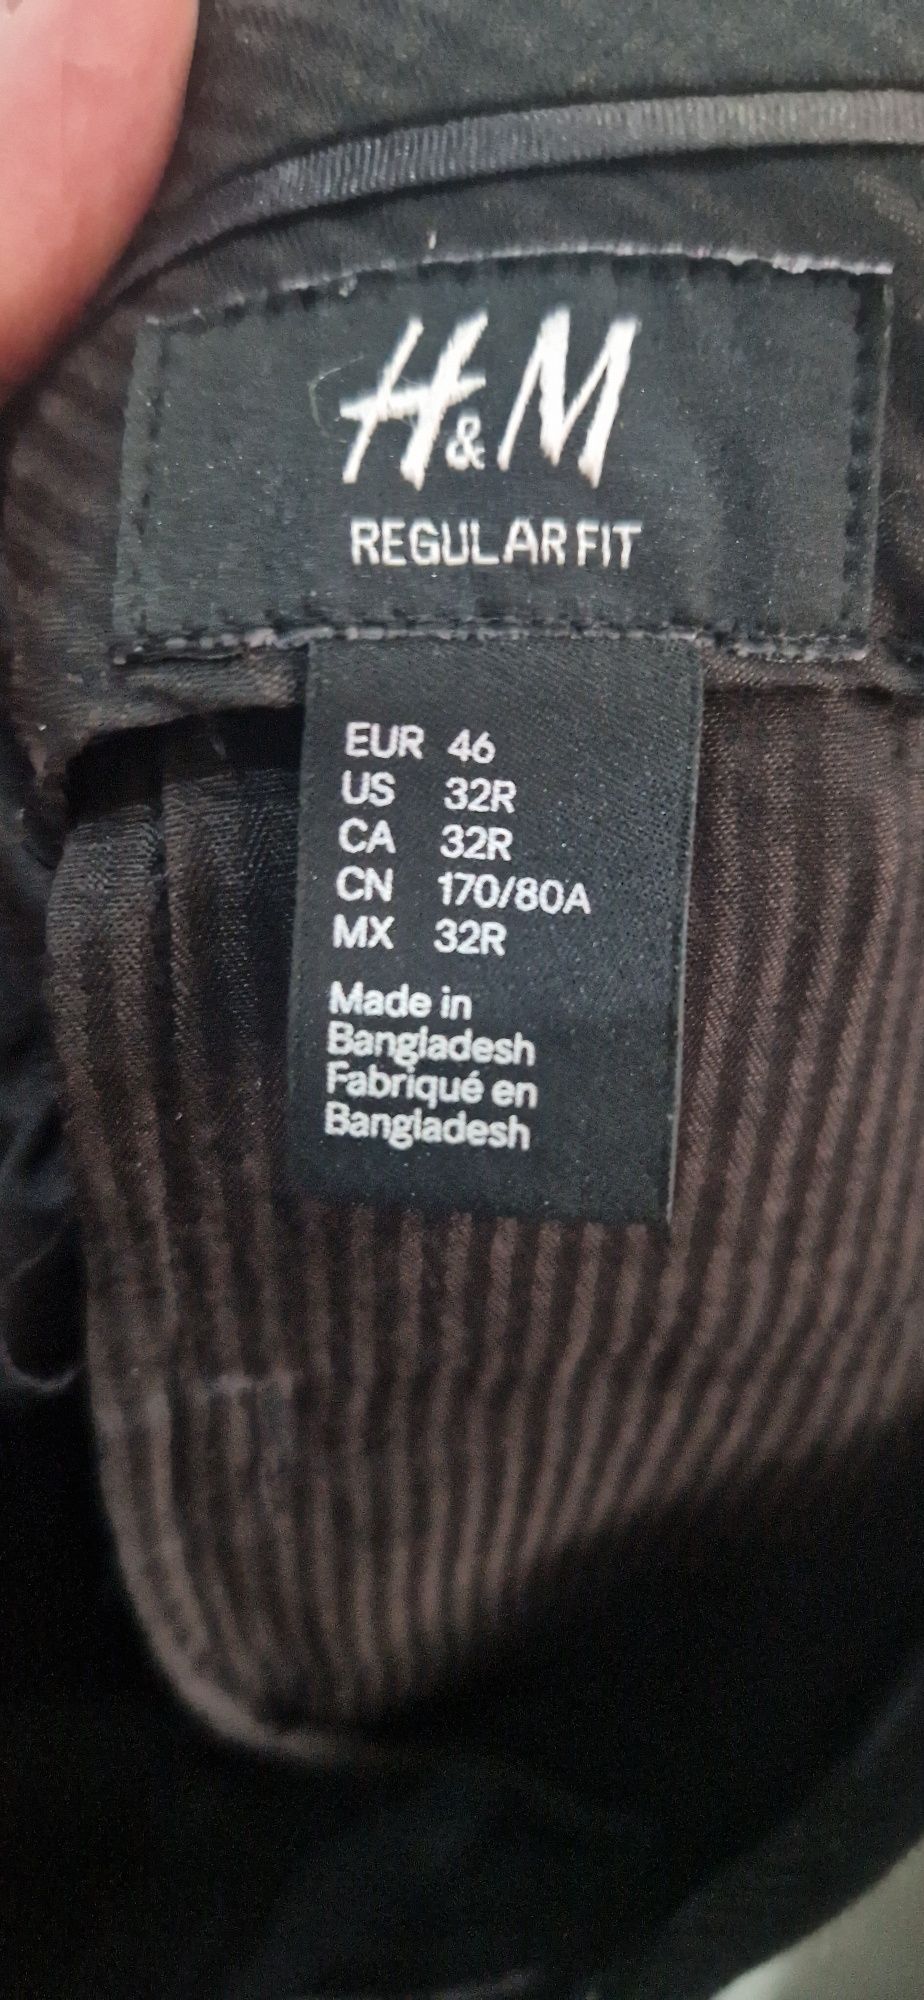 H&M
REGULAR FIT
EUR 46
US 32R
CA 32R
CN 170/80A
MX 32R
Made in
Bangladesh
Fabriqué en
Bangladesh